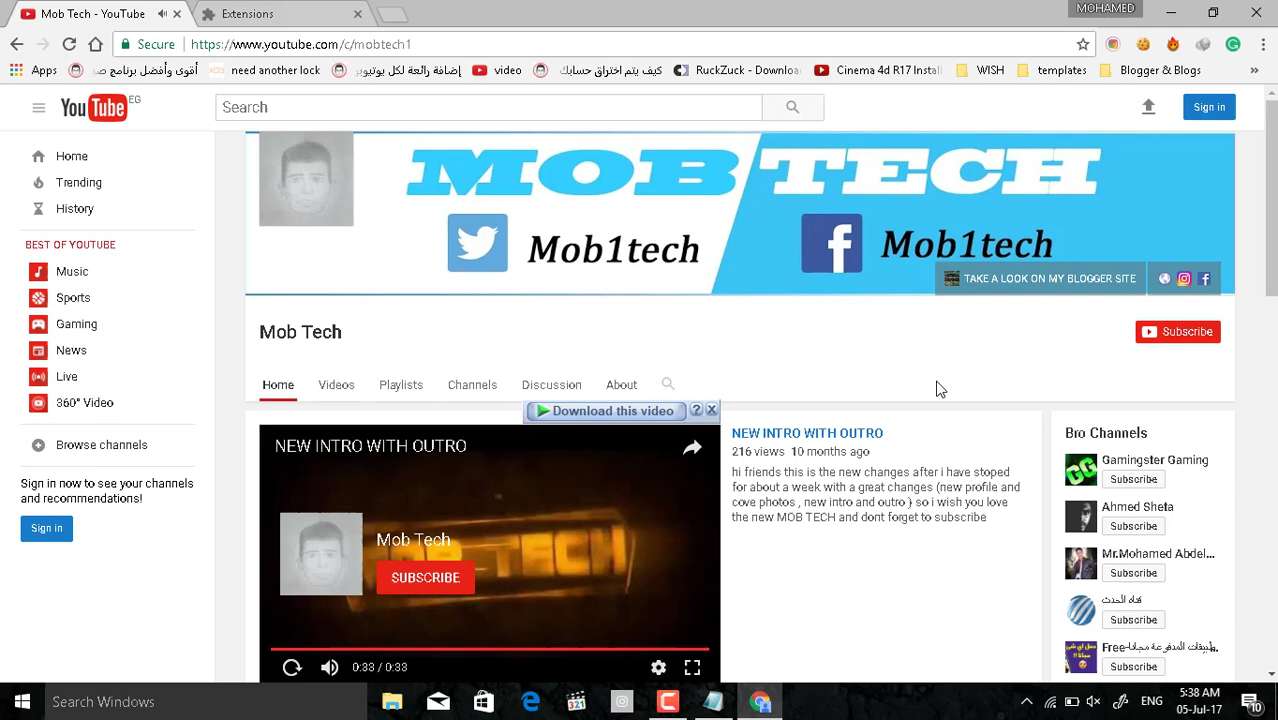 Mob Tech - YouTube
Extensions
MOHAMED
Secure
https://www.youtube.com/c/mobtech1
Apps
أقوى وأفضل برنامج صد
need another lock
إضافة رائعة لكل يوتيوبر
video
كيف يتم اختراق حسابك
RuckZuck - Downloa
Cinema 4d R17 Install
WISH
templates
Blogger & Blogs
»
YouTube
EG
Search
Sign in
Home
Trending
History
BEST OF YOUTUBE
Music
Sports
Gaming
News
Live
360° Video
Browse channels
Sign in now to see your channels
and recommendations!
Sign in
MOB TECH
Mob1tech
Mob1tech
TAKE A LOOK ON MY BLOGGER SITE
Mob Tech
Subscribe
Home
Videos
Playlists
Channels
Discussion
About
Download this video
?
X
NEW INTRO WITH OUTRO
MOB TECH
Mob Tech
SUBSCRIBE
0:33 / 0:33
NEW INTRO WITH OUTRO
216 views 10 months ago
hi friends this is the new changes after i have stoped
for about a week with a great changes (new profile and
cove photos , new intro and outro ) so i wish you love
the new MOB TECH and dont forget to subscribe
Bro Channels
Gamingster Gaming
Subscribe
Ahmed Sheta
Subscribe
Mr.Mohamed Abdel...
Subscribe
قناة الأحدث
Subscribe
Subscribe
Search Windows
321
ENG
5:38 AM
05-Jul-17
10